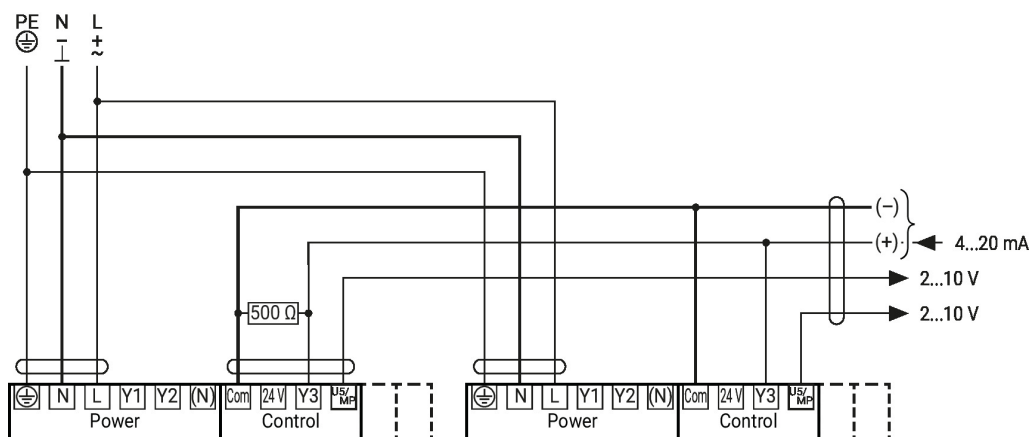 PE N L
− +
⊥ ~
(−)
(+) 4...20 mA
2...10 V
500 Ω 2...10 V
N L Y1 Y2 (N) Com 24 V Y3 U5/MP N L Y1 Y2 (N) Com 24 V Y3 U5/MP
Power Control Power Control